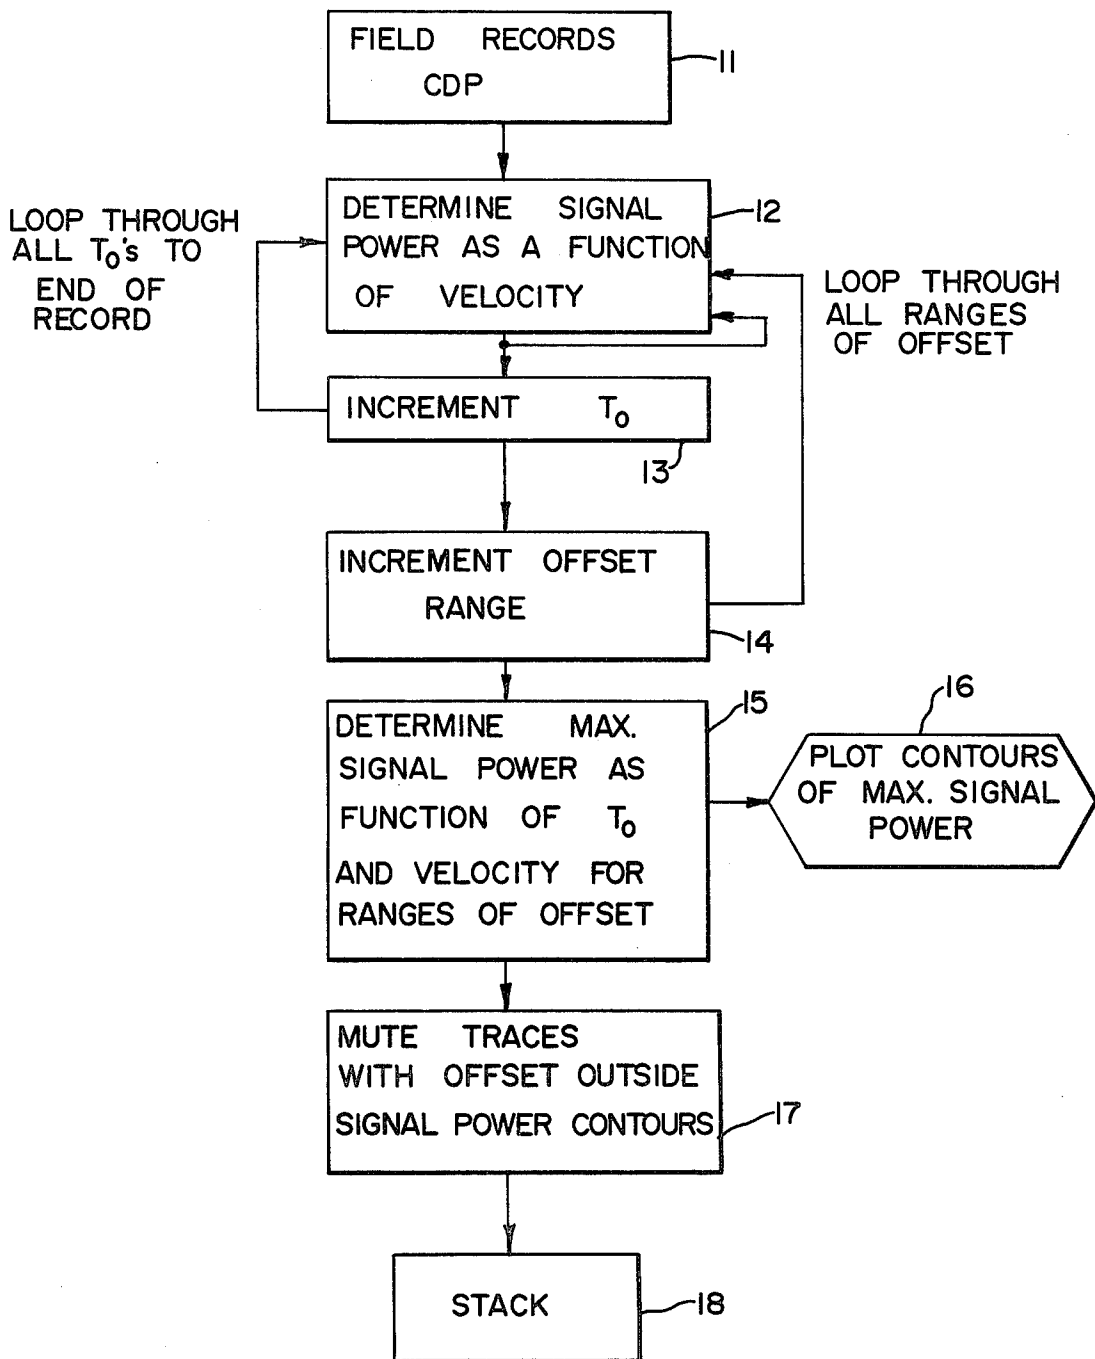 FIELD RECORDS
CDP
11
DETERMINE SIGNAL
POWER AS A FUNCTION
OF VELOCITY
12
LOOP THROUGH
ALL T₀'s TO
END OF
RECORD
LOOP THROUGH
ALL RANGES
OF OFFSET
INCREMENT T₀
13
INCREMENT OFFSET
RANGE
14
DETERMINE MAX.
SIGNAL POWER AS
FUNCTION OF T₀
AND VELOCITY FOR
RANGES OF OFFSET
15
16
PLOT CONTOURS
OF MAX. SIGNAL
POWER
MUTE TRACES
WITH OFFSET OUTSIDE
SIGNAL POWER CONTOURS
17
STACK
18